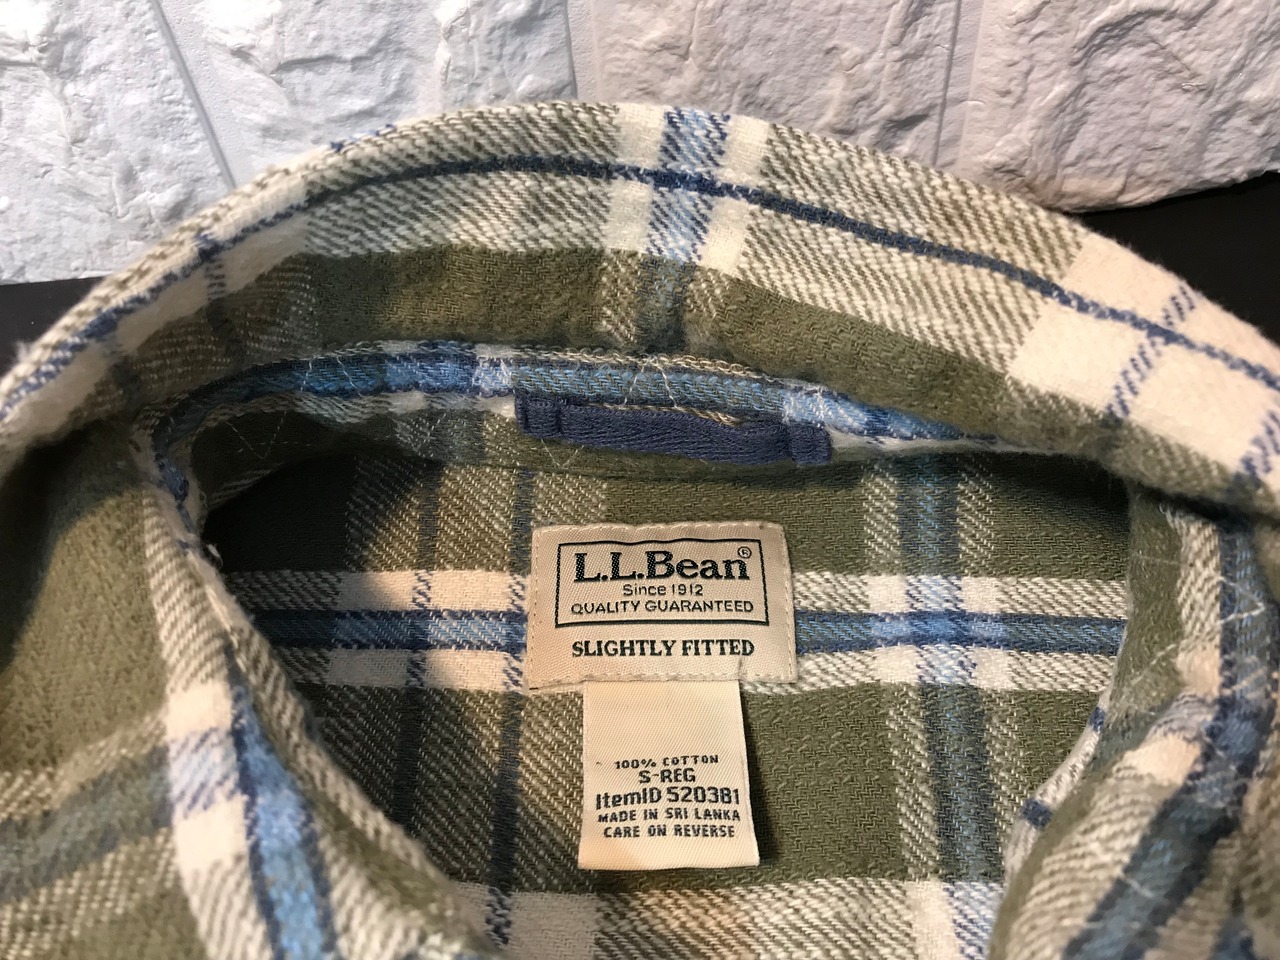 L.L.Bean®
Since 1912
QUALITY GUARANTEED
SLIGHTLY FITTED
100% COTTON
S-REG
ItemID 520381
MADE IN SRI LANKA
CARE ON REVERSE